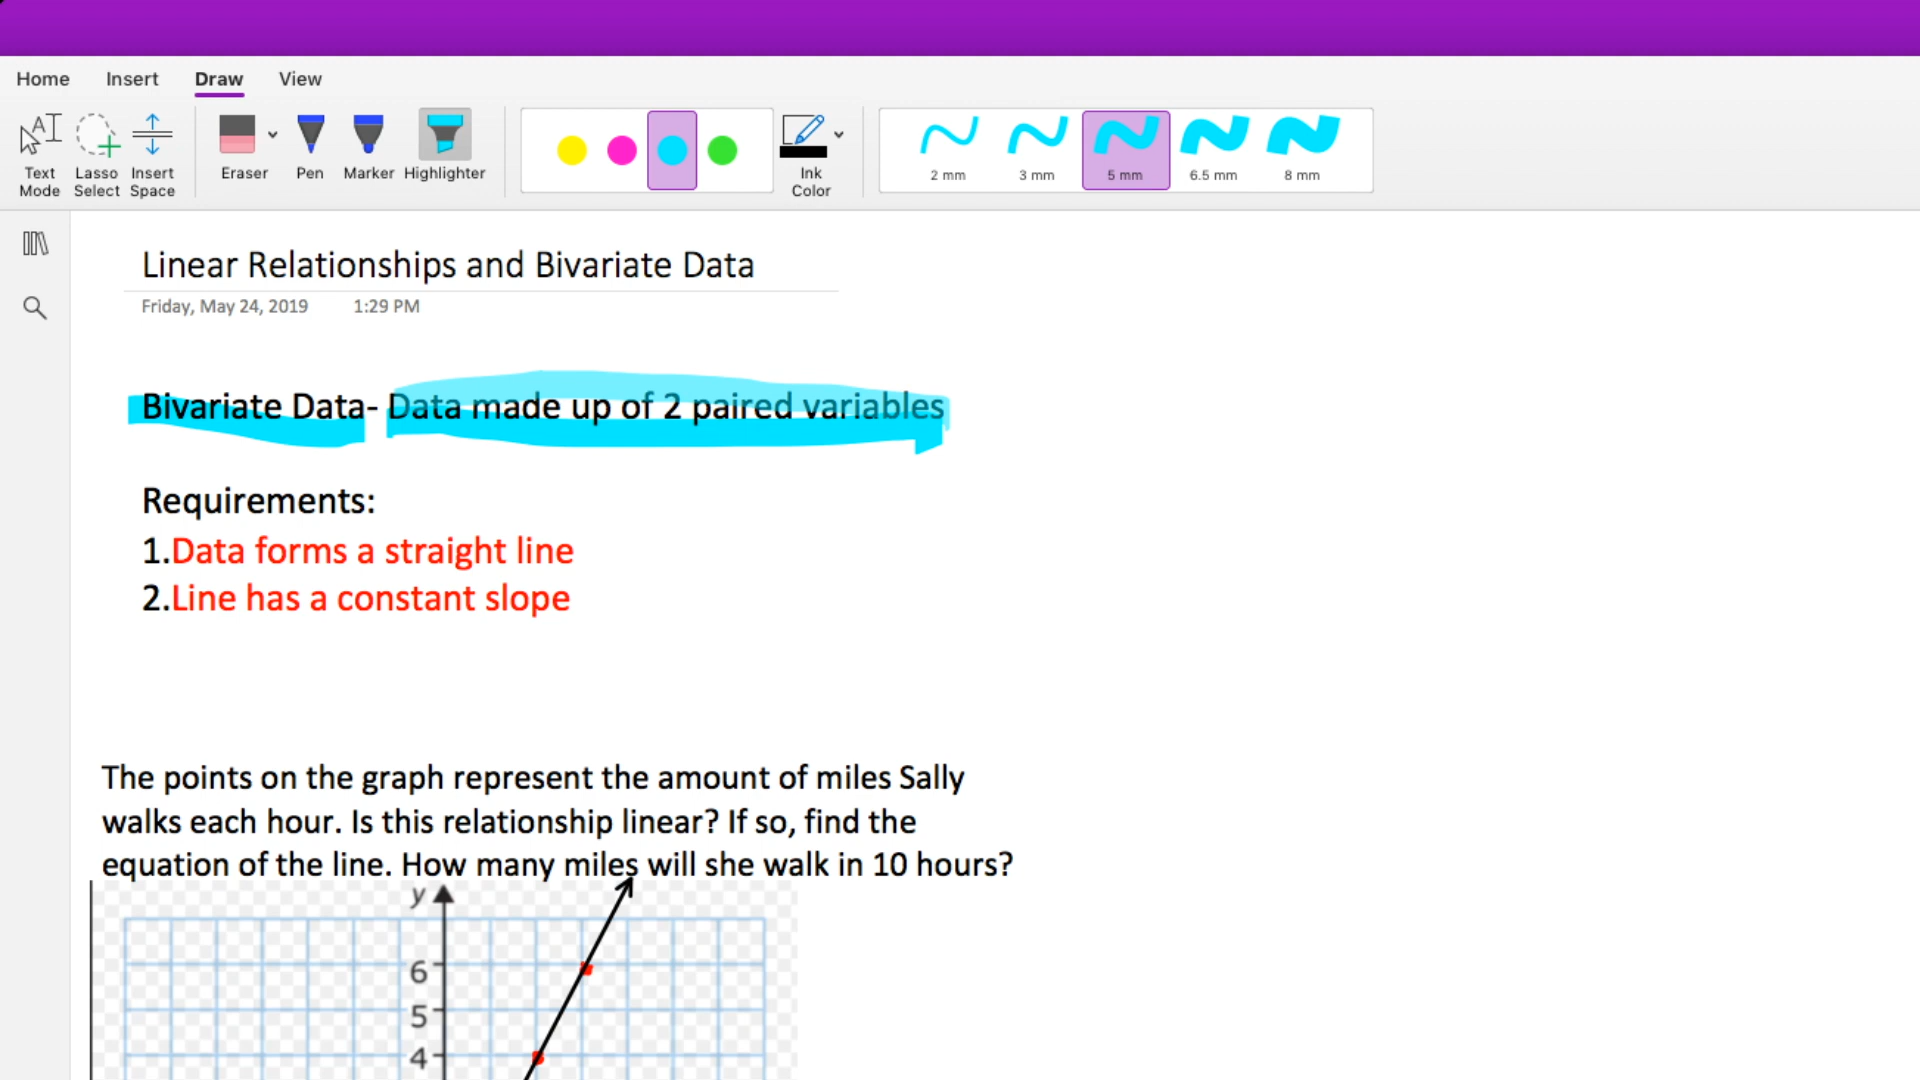 Home Insert Draw View
Text Mode Lasso Select Insert Space Eraser Pen Marker Highlighter Ink Color 2 mm 3 mm 5 mm 6.5 mm 8 mm
Linear Relationships and Bivariate Data
Friday, May 24, 2019 1:29 PM
Bivariate Data- Data made up of 2 paired variables
Requirements:
1.Data forms a straight line
2.Line has a constant slope
The points on the graph represent the amount of miles Sally
walks each hour. Is this relationship linear? If so, find the
equation of the line. How many miles will she walk in 10 hours?
y
6
5
4